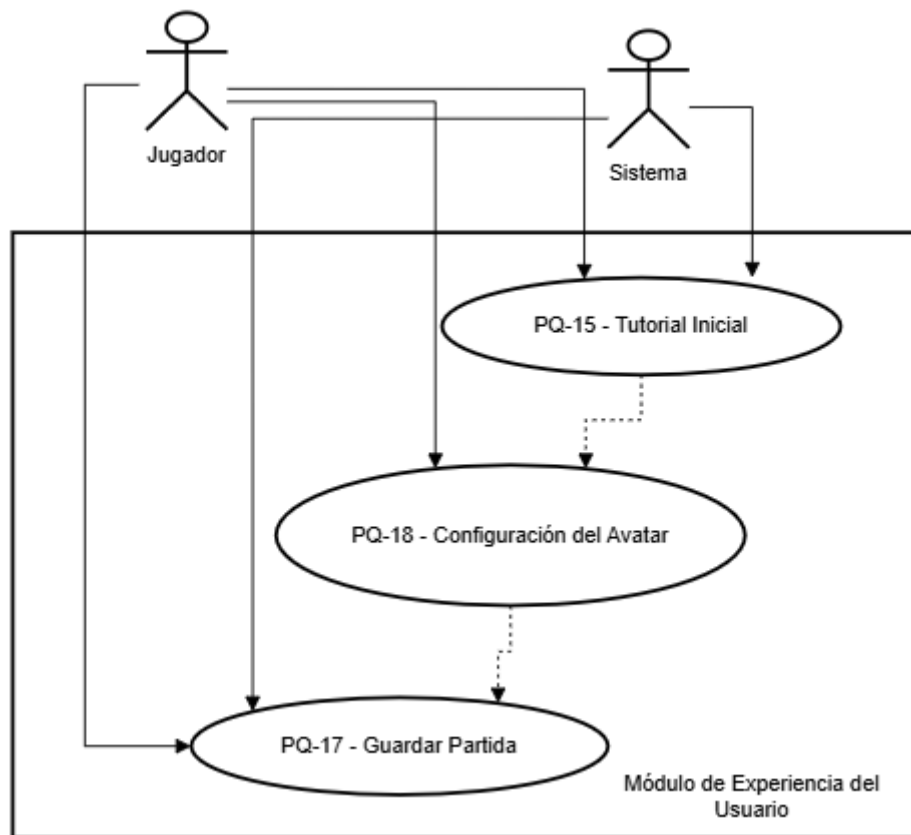 Jugador
Sistema
PQ-15 - Tutorial Inicial
PQ-18 - Configuración del Avatar
PQ-17 - Guardar Partida
Módulo de Experiencia del
Usuario